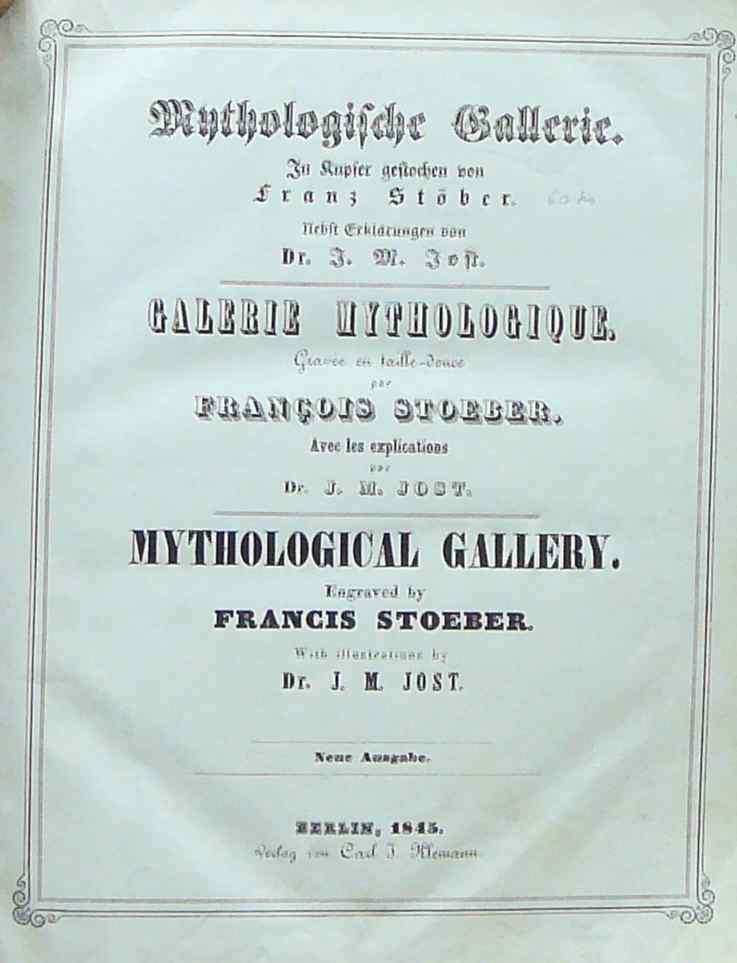 Mythologische Gallerie.
In Kupfer gestochen von
Franz Stöber.
Nebst Erklärungen von
Dr. J. M. Jost.
GALERIE MYTHOLOGIQUE.
Gravée en taille-douce
par
FRANÇOIS STOEBER.
Avec les explications
par
Dr. J. M. JOST.
MYTHOLOGICAL GALLERY.
Engraved by
FRANCIS STOEBER.
With illustrations by
Dr. J. M. JOST.
Neue Ausgabe.
BERLIN, 1845.
Verlag von Carl J. Klemann